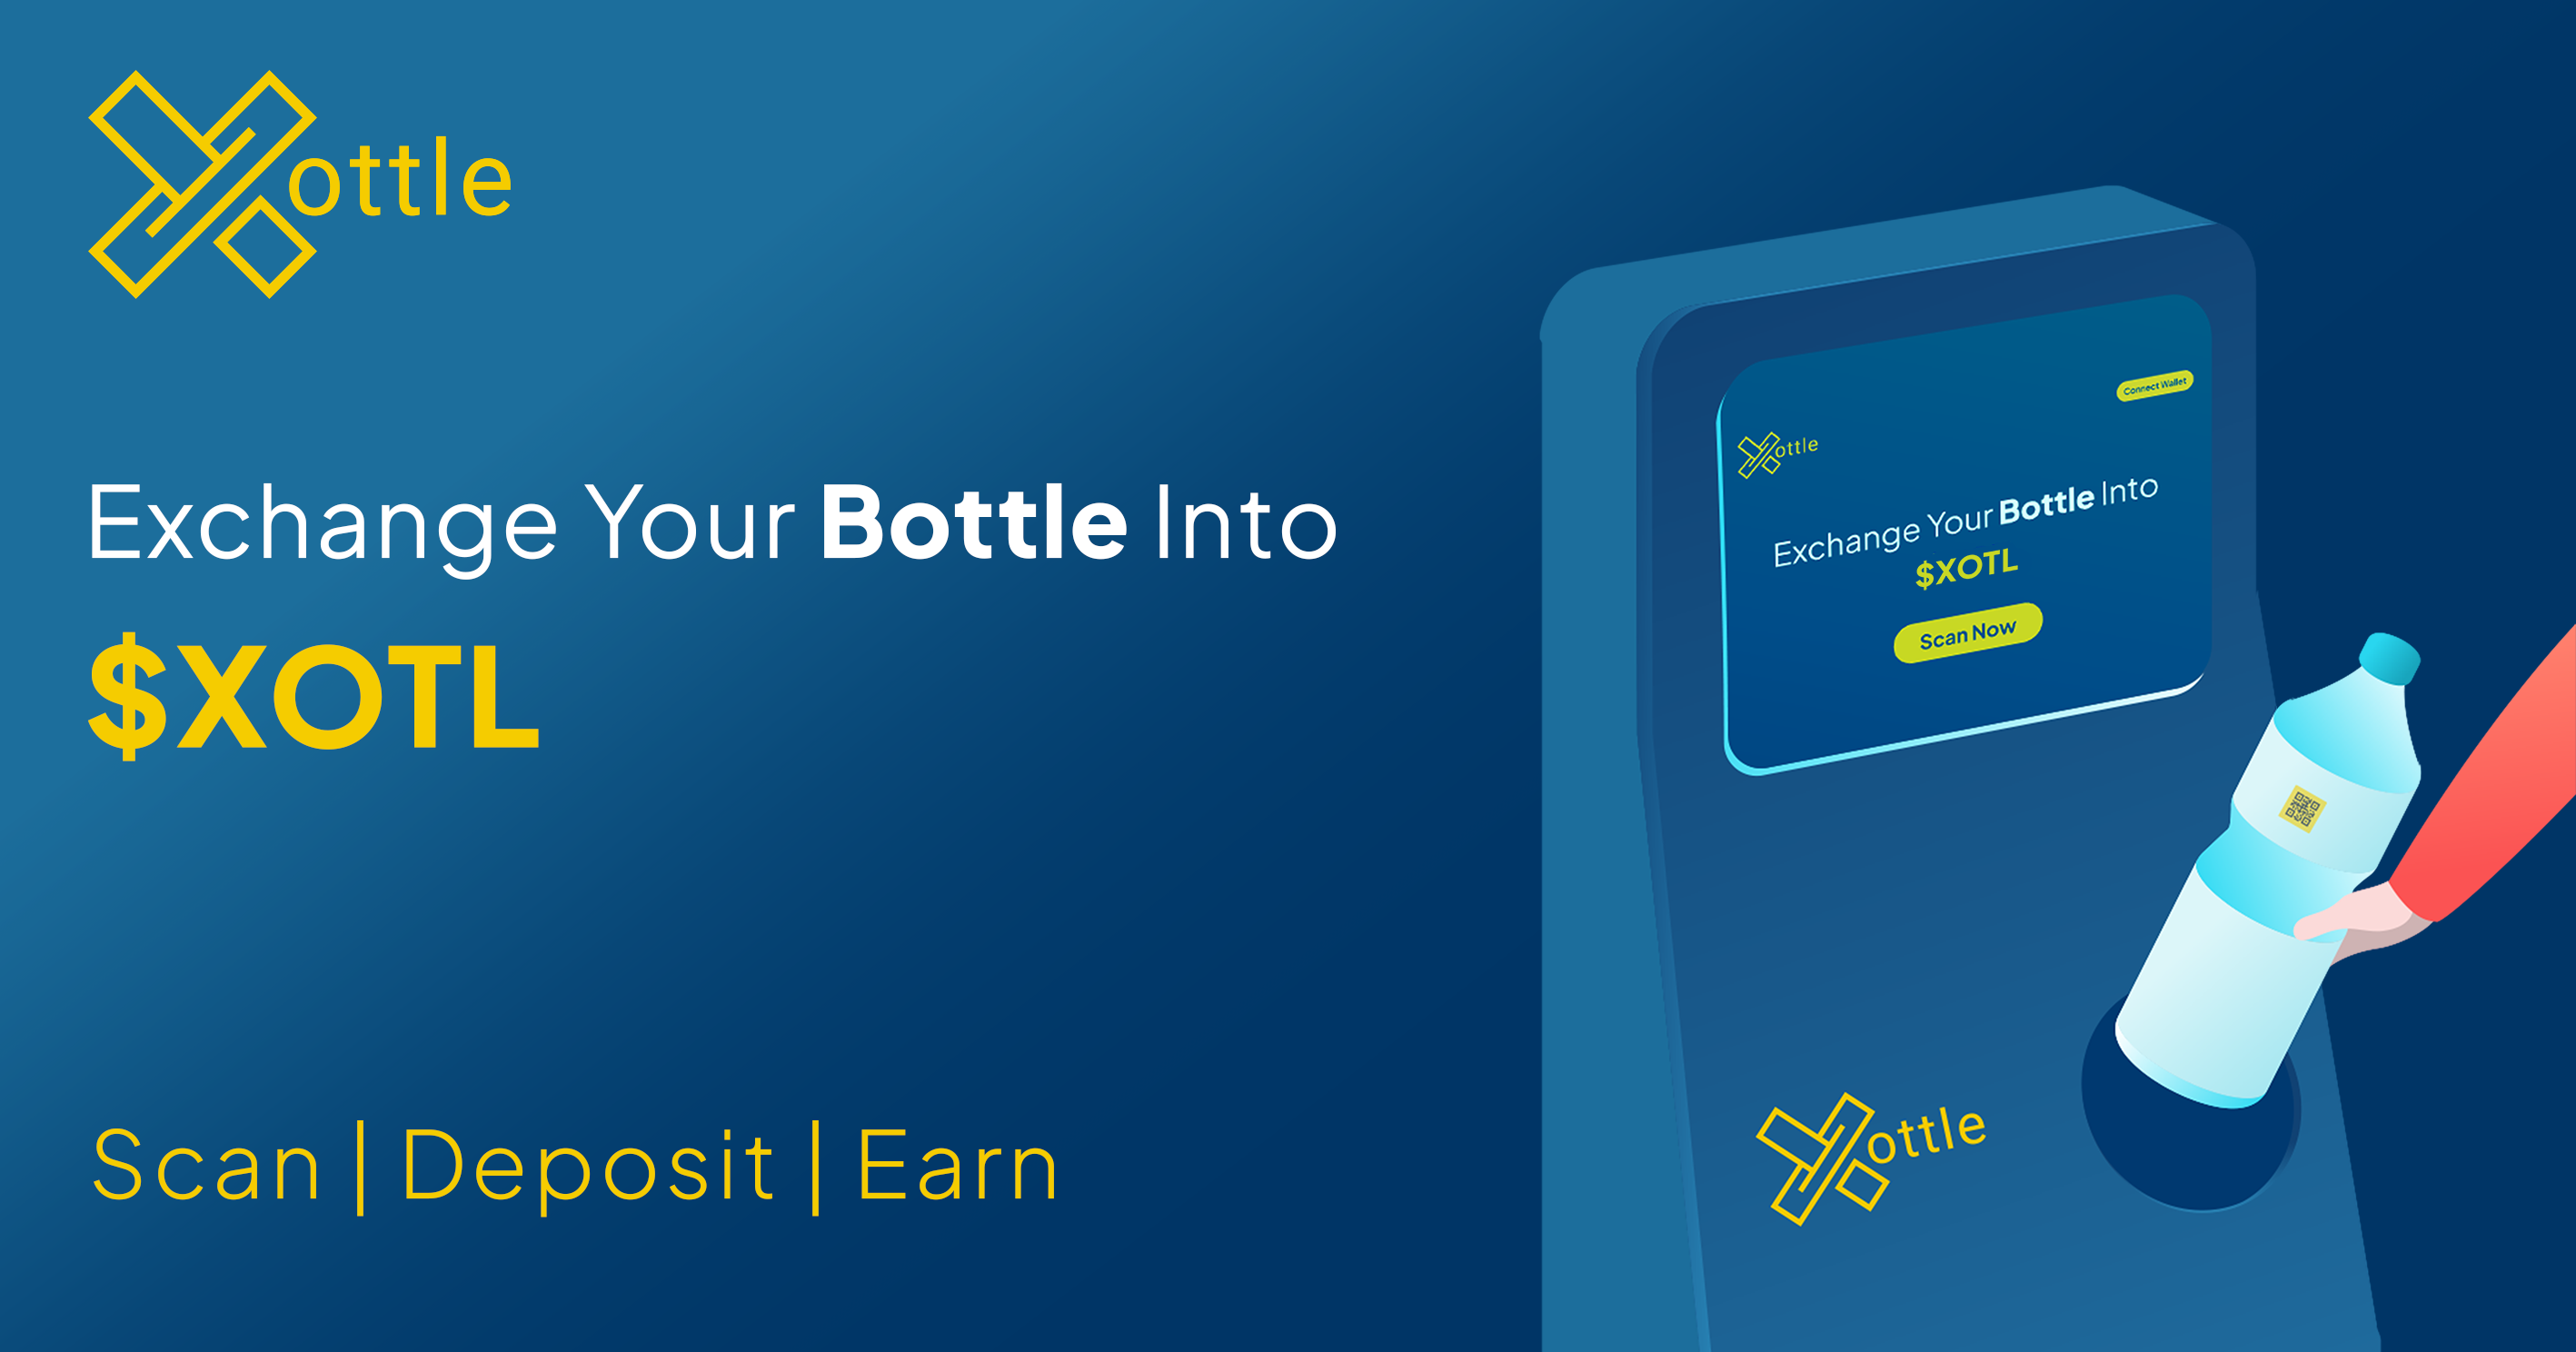 Xottle
Exchange Your Bottle Into
$XOTL
Scan | Deposit | Earn
Connect Wallet
Xottle
Exchange Your Bottle Into
$XOTL
Scan Now
Xottle